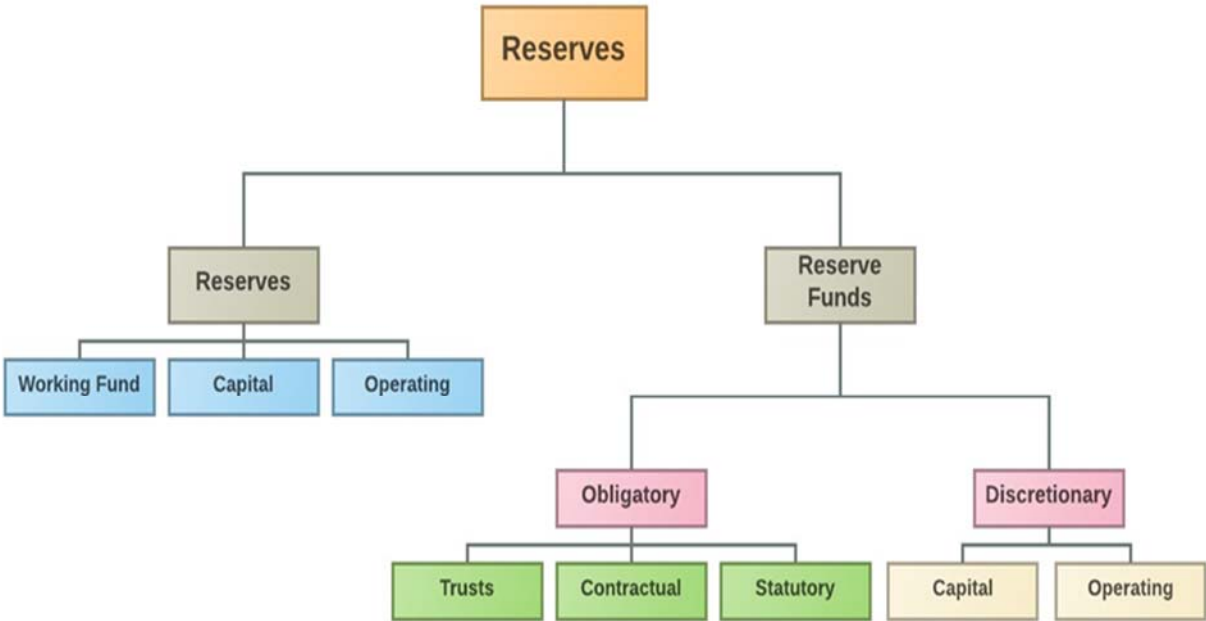 Reserves
Reserves
Reserve
Funds
Working Fund
Capital
Operating
Obligatory
Discretionary
Trusts
Contractual
Statutory
Capital
Operating